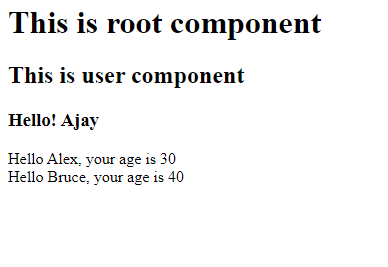 This is root component
This is user component
Hello! Ajay
Hello Alex, your age is 30
Hello Bruce, your age is 40